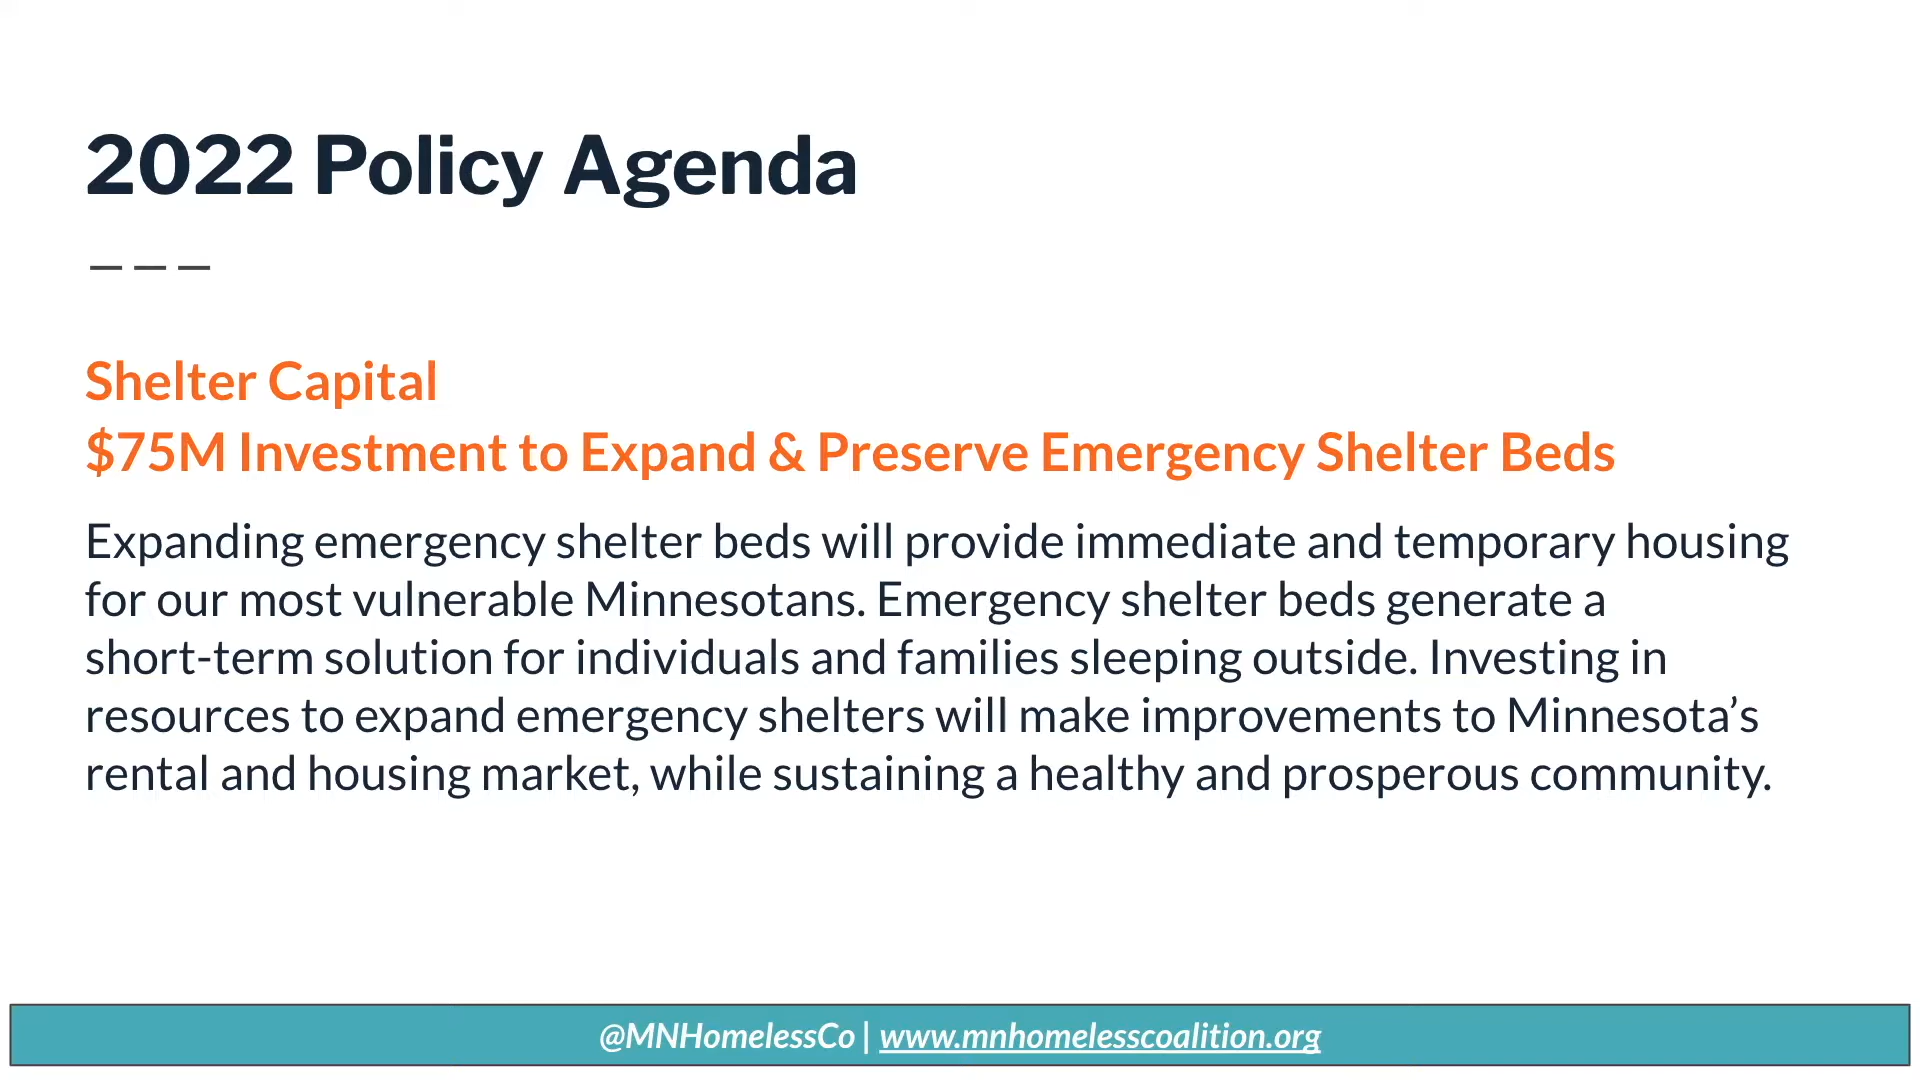 2022 Policy Agenda
Shelter Capital
$75M Investment to Expand & Preserve Emergency Shelter Beds
Expanding emergency shelter beds will provide immediate and temporary housing
for our most vulnerable Minnesotans. Emergency shelter beds generate a
short-term solution for individuals and families sleeping outside. Investing in
resources to expand emergency shelters will make improvements to Minnesota’s
rental and housing market, while sustaining a healthy and prosperous community.
@MNHomelessCo | www.mnhomelesscoalition.org